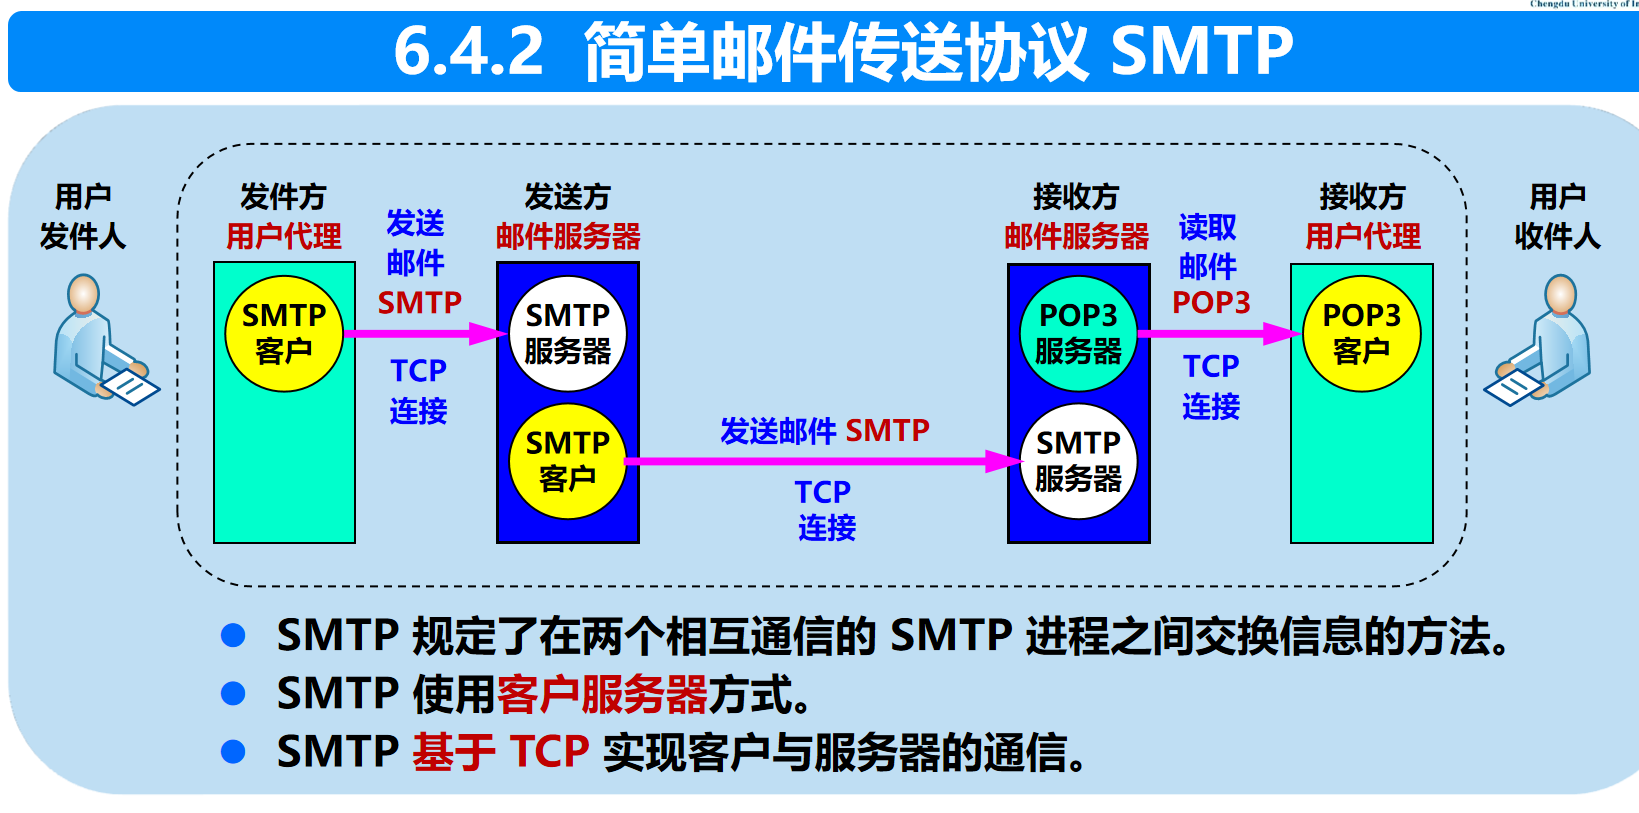 Chengdu University of In
6.4.2 简单邮件传送协议 SMTP
用户
发件人
发件方
用户代理
发送
邮件
SMTP
TCP
连接
发送方
邮件服务器
接收方
邮件服务器
读取
邮件
POP3
TCP
连接
接收方
用户代理
用户
收件人
SMTP
客户
SMTP
服务器
SMTP
客户
发送邮件 SMTP
TCP
连接
POP3
服务器
SMTP
服务器
POP3
客户
● SMTP 规定了在两个相互通信的 SMTP 进程之间交换信息的方法。
● SMTP 使用客户服务器方式。
● SMTP 基于 TCP 实现客户与服务器的通信。